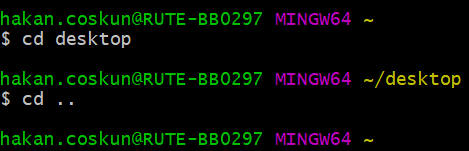 hakan.coskun@RUTE-BB0297 MINGW64 ~
$ cd desktop
hakan.coskun@RUTE-BB0297 MINGW64 ~/desktop
$ cd ..
hakan.coskun@RUTE-BB0297 MINGW64 ~